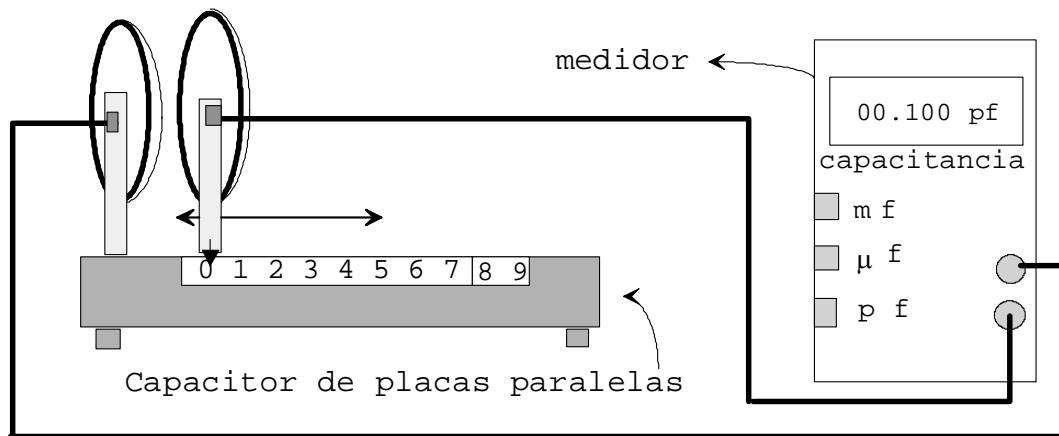 medidor
00.100 pf
capacitancia
m f
μ f
p f
0 1 2 3 4 5 6 7 8 9
Capacitor de placas paralelas